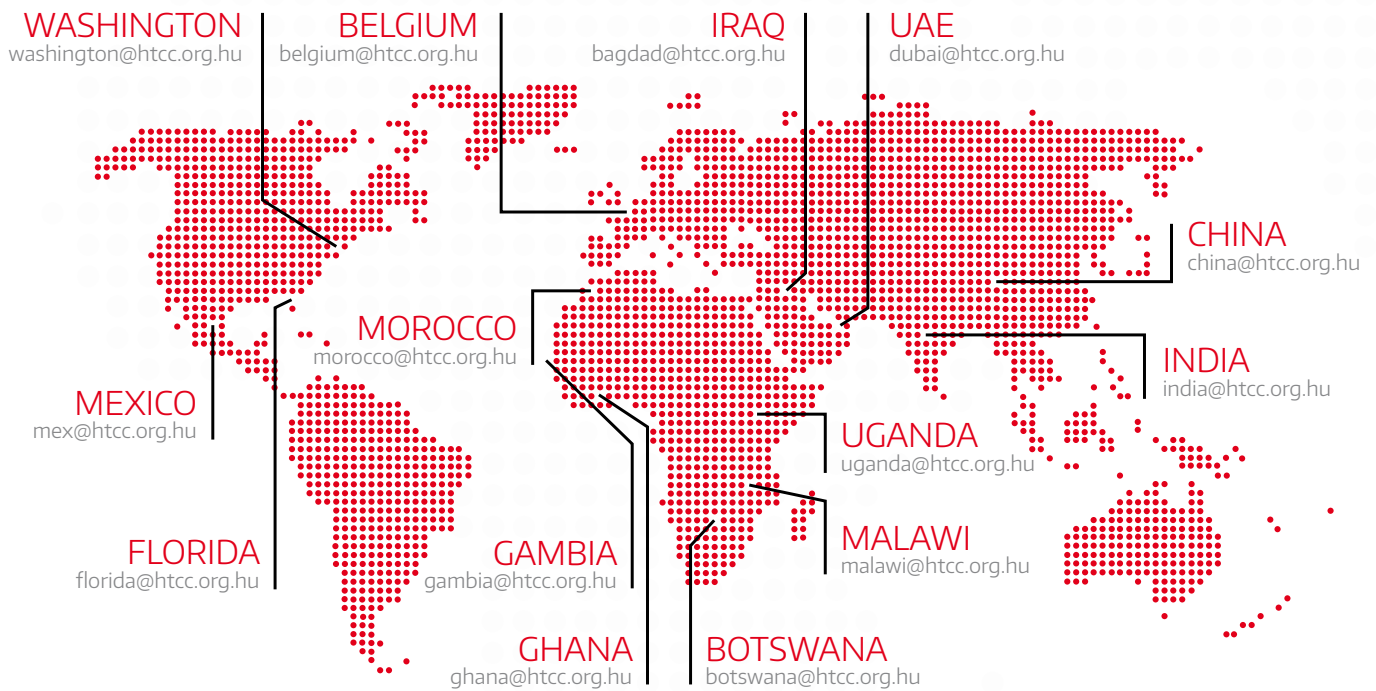 WASHINGTON
washington@htcc.org.hu
BELGIUM
belgium@htcc.org.hu
IRAQ
bagdad@htcc.org.hu
UAE
dubai@htcc.org.hu
CHINA
china@htcc.org.hu
MOROCCO
morocco@htcc.org.hu
INDIA
india@htcc.org.hu
MEXICO
mex@htcc.org.hu
UGANDA
uganda@htcc.org.hu
FLORIDA
florida@htcc.org.hu
GAMBIA
gambia@htcc.org.hu
MALAWI
malawi@htcc.org.hu
GHANA
ghana@htcc.org.hu
BOTSWANA
botswana@htcc.org.hu